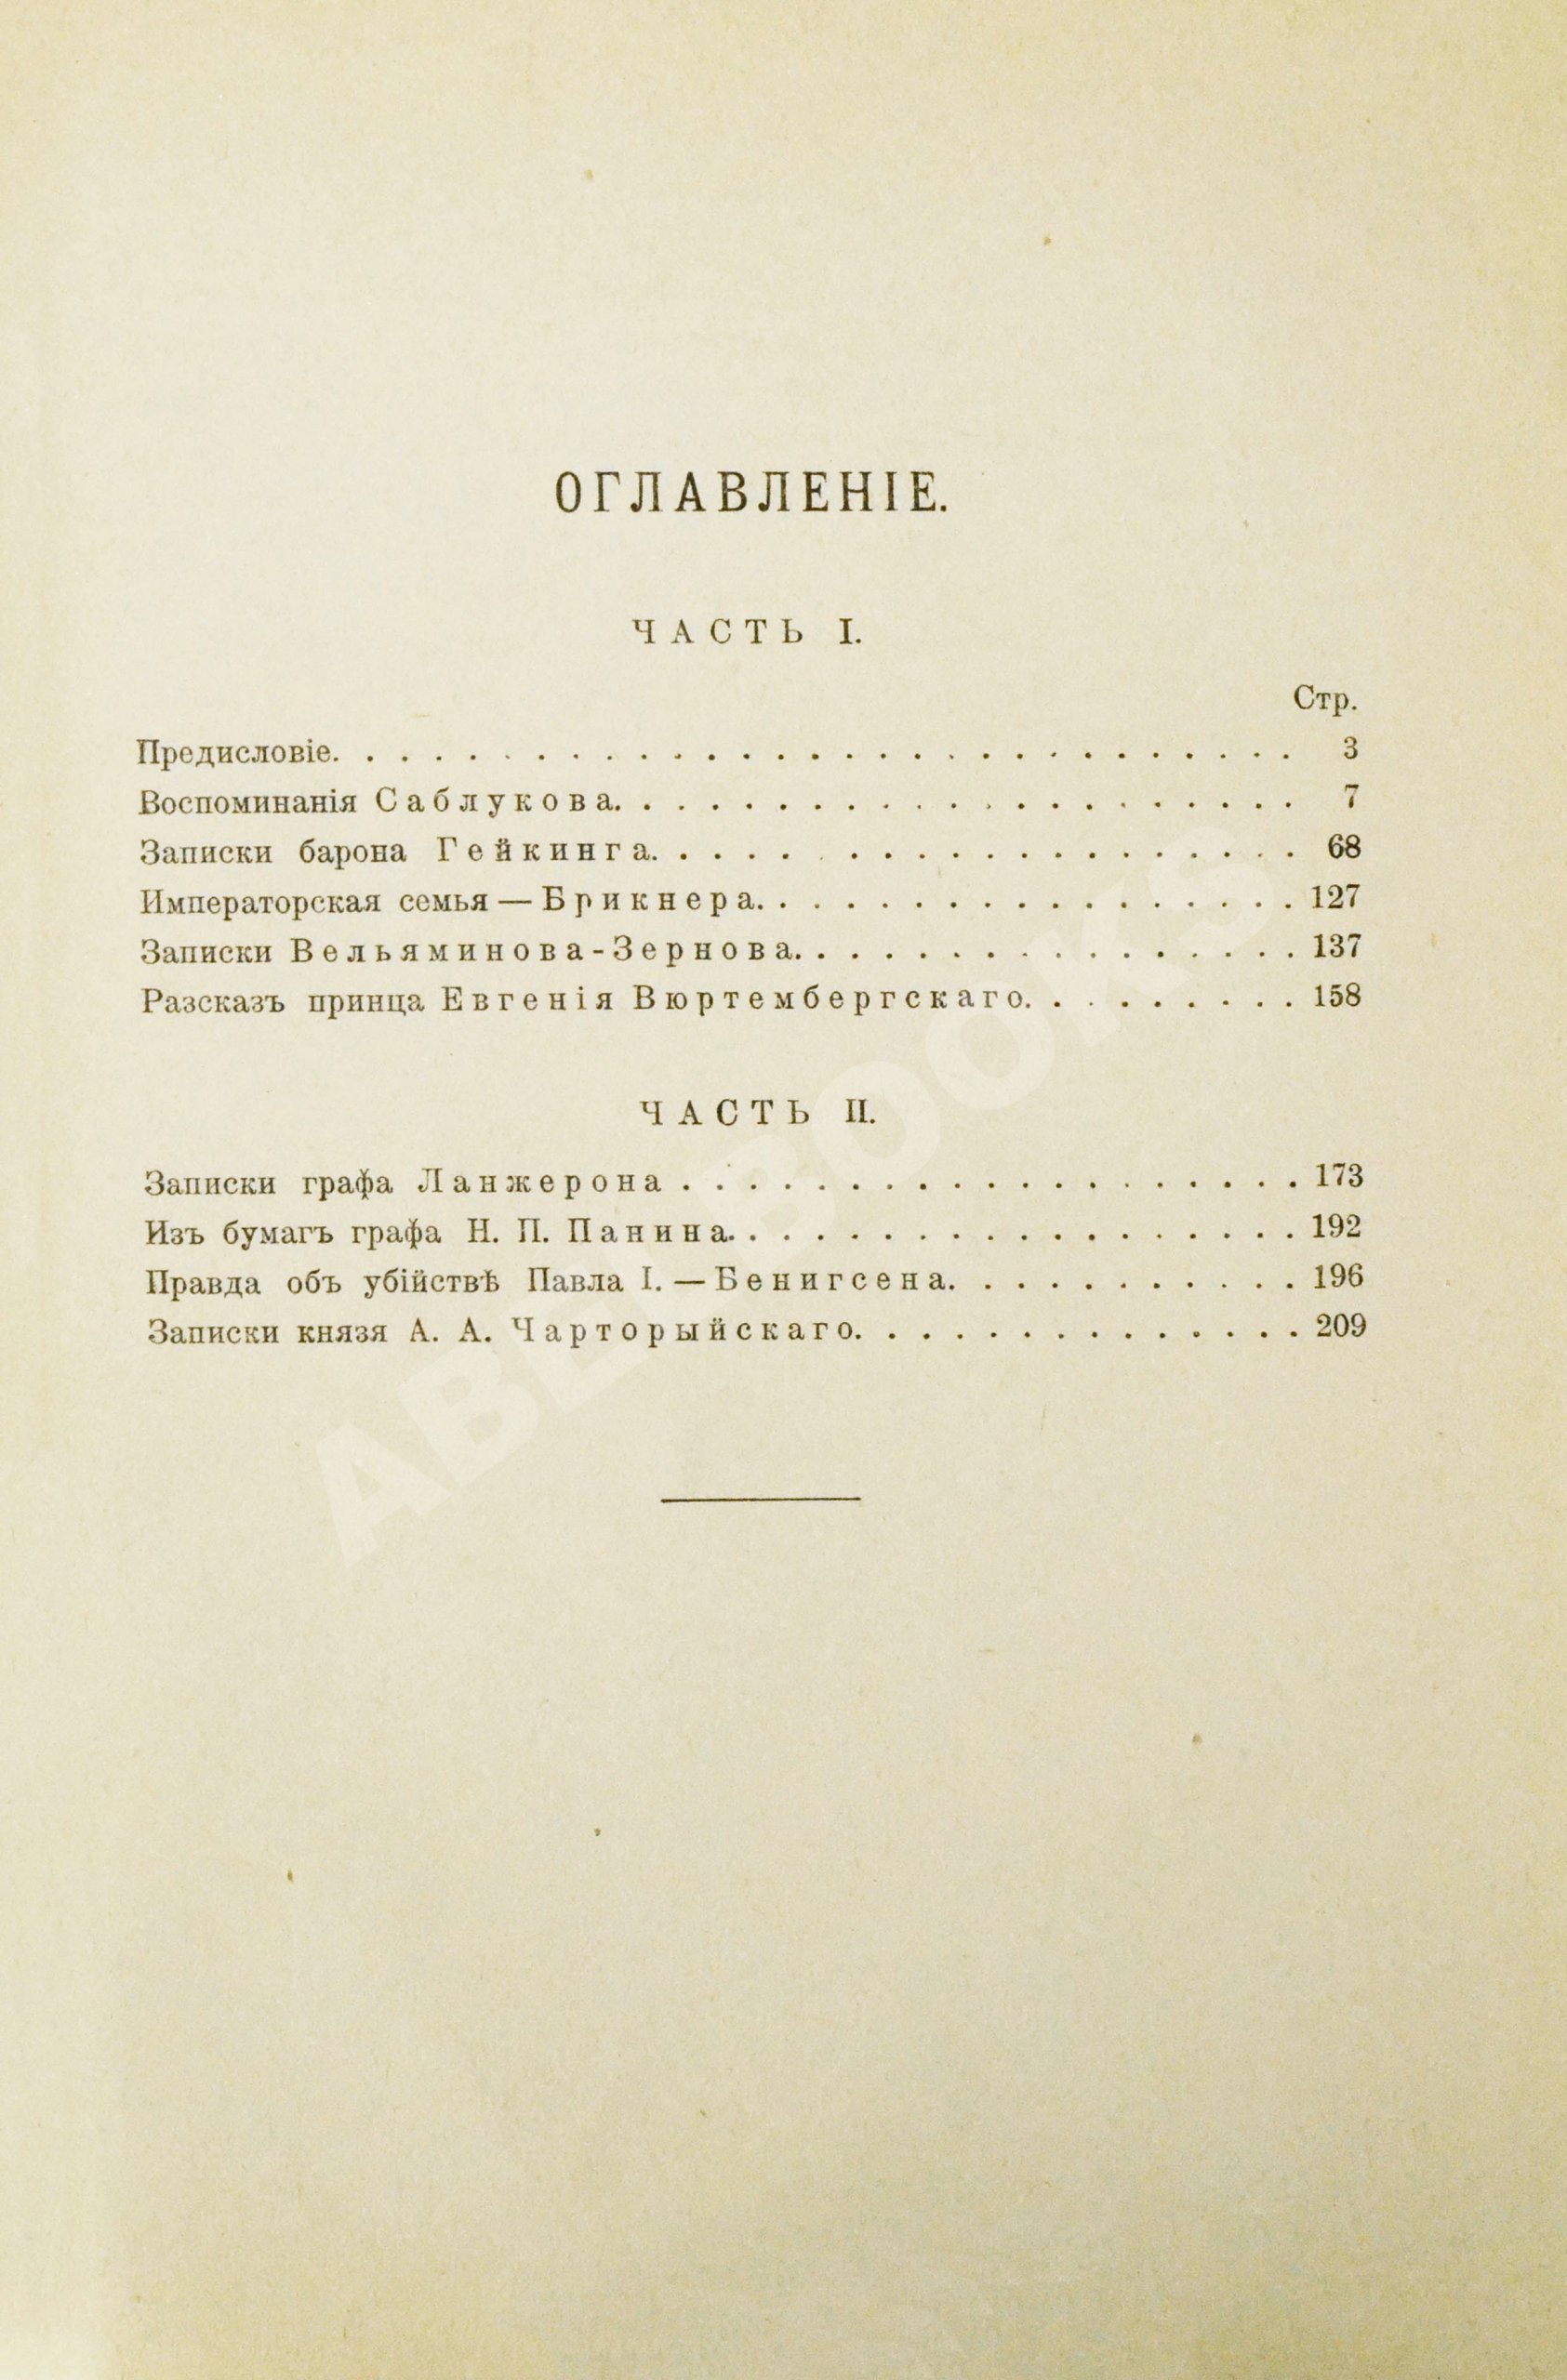 ОГЛАВЛЕНІЕ.
ЧАСТЬ I.
Стр.
Предисловіе. . . . . . . . . . . . . . . . . . . . . . . . . . . . . 3
Воспоминанія Саблукова. . . . . . . . . . . . . . . . . . . . . 7
Записки барона Гейкинга. . . . . . . . . . . . . . . . . . . 68
Императорская семья — Брикнера. . . . . . . . . . . . . . . . . 127
Записки Вельяминова-Зернова. . . . . . . . . . . . . . . . 137
Разсказъ принца Евгенія Вюртембергскаго. . . . . . . . . 158
ЧАСТЬ II.
Записки графа Ланжерона . . . . . . . . . . . . . . . . . . . 173
Изъ бумагъ графа Н. П. Панина. . . . . . . . . . . . . . . . . . 192
Правда объ убійствѣ Павла I. — Бенигсена. . . . . . . . . . . 196
Записки князя А. А. Чарторыйскаго. . . . . . . . . . . . . . 209